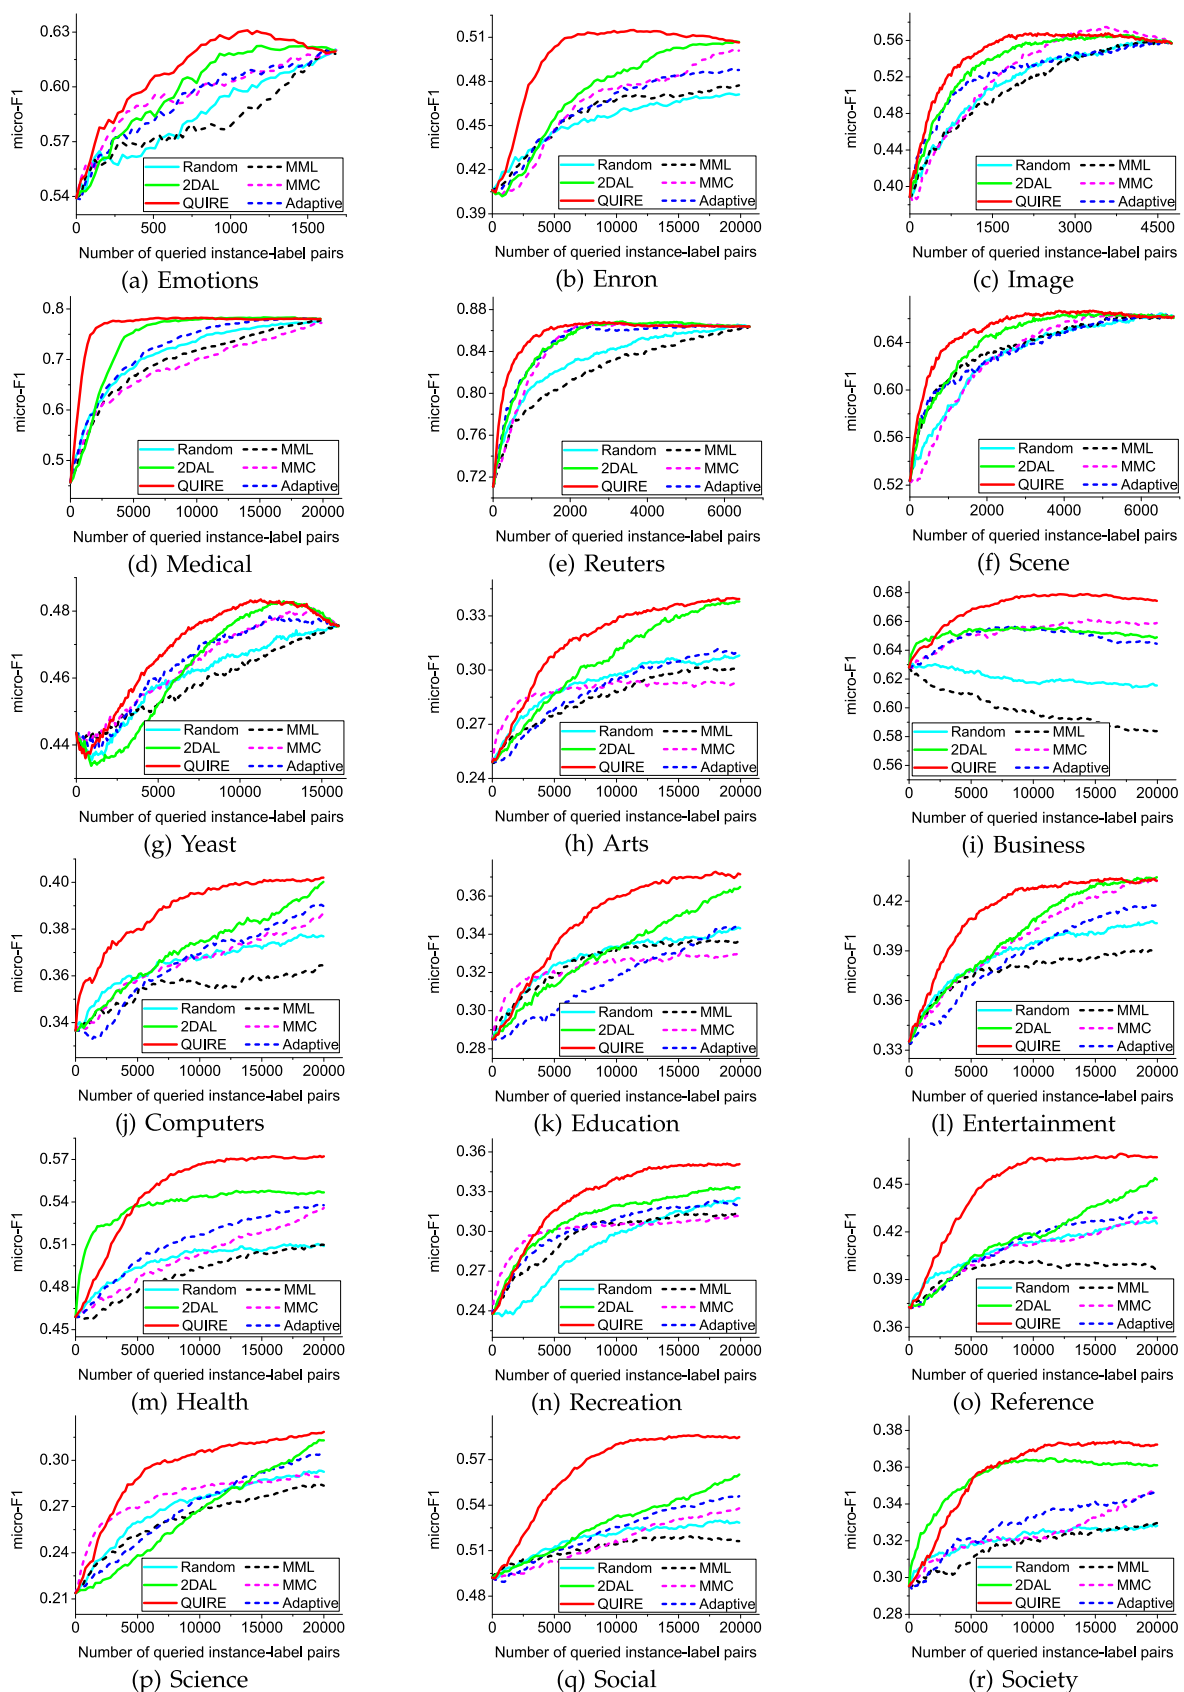 micro-F1
0.63
0.60
0.57
0.54
Random MML
2DAL MMC
QUIRE Adaptive
0 500 1000 1500
Number of queried instance-label pairs
(a) Emotions
micro-F1
0.51
0.48
0.45
0.42
0.39
Random MML
2DAL MMC
QUIRE Adaptive
0 5000 10000 15000 20000
Number of queried instance-label pairs
(b) Enron
micro-F1
0.56
0.52
0.48
0.44
0.40
Random MML
2DAL MMC
QUIRE Adaptive
0 1500 3000 4500
Number of queried instance-label pairs
(c) Image
micro-F1
0.8
0.7
0.6
0.5
Random MML
2DAL MMC
QUIRE Adaptive
0 5000 10000 15000 20000
Number of queried instance-label pairs
(d) Medical
micro-F1
0.88
0.84
0.80
0.76
0.72
Random MML
2DAL MMC
QUIRE Adaptive
0 2000 4000 6000
Number of queried instance-label pairs
(e) Reuters
micro-F1
0.64
0.60
0.56
0.52
Random MML
2DAL MMC
QUIRE Adaptive
0 2000 4000 6000
Number of queried instance-label pairs
(f) Scene
micro-F1
0.48
0.46
0.44
Random MML
2DAL MMC
QUIRE Adaptive
0 5000 10000 15000
Number of queried instance-label pairs
(g) Yeast
micro-F1
0.33
0.30
0.27
0.24
Random MML
2DAL MMC
QUIRE Adaptive
0 5000 10000 15000 20000
Number of queried instance-label pairs
(h) Arts
micro-F1
0.68
0.66
0.64
0.62
0.60
0.58
0.56
Random MML
2DAL MMC
QUIRE Adaptive
0 5000 10000 15000 20000
Number of queried instance-label pairs
(i) Business
micro-F1
0.40
0.38
0.36
0.34
Random MML
2DAL MMC
QUIRE Adaptive
0 5000 10000 15000 20000
Number of queried instance-label pairs
(j) Computers
micro-F1
0.36
0.34
0.32
0.30
0.28
Random MML
2DAL MMC
QUIRE Adaptive
0 5000 10000 15000 20000
Number of queried instance-label pairs
(k) Education
micro-F1
0.42
0.39
0.36
0.33
Random MML
2DAL MMC
QUIRE Adaptive
0 5000 10000 15000 20000
Number of queried instance-label pairs
(l) Entertainment
micro-F1
0.57
0.54
0.51
0.48
0.45
Random MML
2DAL MMC
QUIRE Adaptive
0 5000 10000 15000 20000
Number of queried instance-label pairs
(m) Health
micro-F1
0.36
0.33
0.30
0.27
0.24
Random MML
2DAL MMC
QUIRE Adaptive
0 5000 10000 15000 20000
Number of queried instance-label pairs
(n) Recreation
micro-F1
0.45
0.42
0.39
0.36
Random MML
2DAL MMC
QUIRE Adaptive
0 5000 10000 15000 20000
Number of queried instance-label pairs
(o) Reference
micro-F1
0.30
0.27
0.24
0.21
Random MML
2DAL MMC
QUIRE Adaptive
0 5000 10000 15000 20000
Number of queried instance-label pairs
(p) Science
micro-F1
0.57
0.54
0.51
0.48
Random MML
2DAL MMC
QUIRE Adaptive
0 5000 10000 15000 20000
Number of queried instance-label pairs
(q) Social
micro-F1
0.38
0.36
0.34
0.32
0.30
0.28
Random MML
2DAL MMC
QUIRE Adaptive
0 5000 10000 15000 20000
Number of queried instance-label pairs
(r) Society